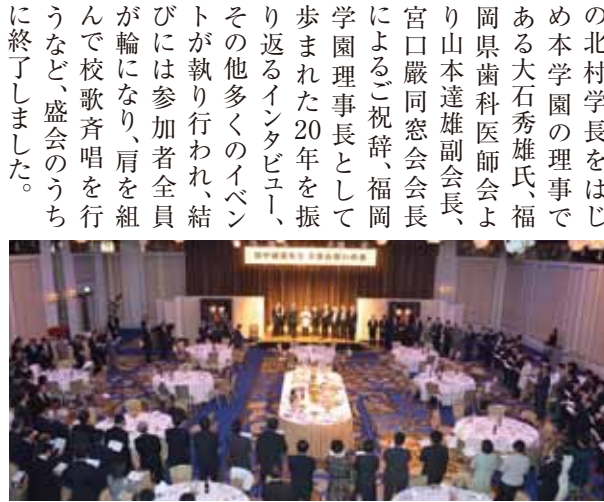 の北村学長をはじ
め本学園の理事で
ある大石秀雄氏、福
岡県歯科医師会よ
り山本達雄副会長、
宮口嚴同窓会会長
によるご祝辞、福岡
学園理事長として
歩まれた20年を振
り返るインタビュー、
その他多くのイベン
トが執り行われ、結
びには参加者全員
が輪になり、肩を組
んで校歌斉唱を行
うなど、盛会のうち
に終了しました。